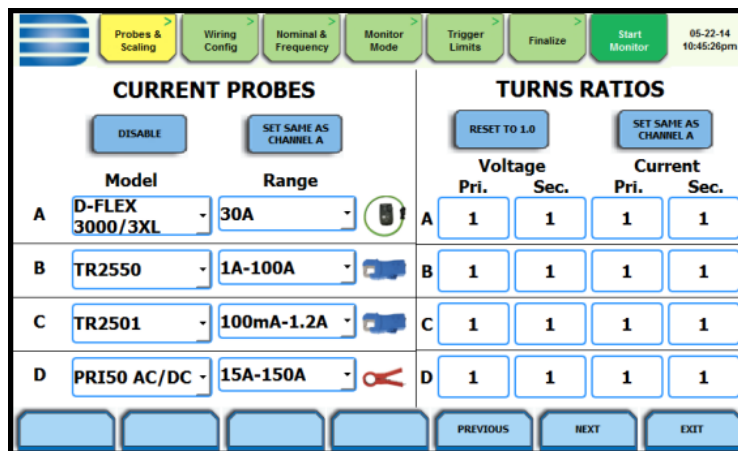 > > > > > >
Probes & Scaling Wiring Config Nominal & Frequency Monitor Mode Trigger Limits Finalize Start Monitor 05-22-14 10:45:26pm
CURRENT PROBES
DISABLE SET SAME AS CHANNEL A
Model Range
A D-FLEX 3000/3XL 30A
B TR2550 1A-100A
C TR2501 100mA-1.2A
D PRI50 AC/DC 15A-150A
TURNS RATIOS
RESET TO 1.0 SET SAME AS CHANNEL A
Voltage Current
Pri. Sec. Pri. Sec.
A 1 1 1 1
B 1 1 1 1
C 1 1 1 1
D 1 1 1 1
PREVIOUS NEXT EXIT